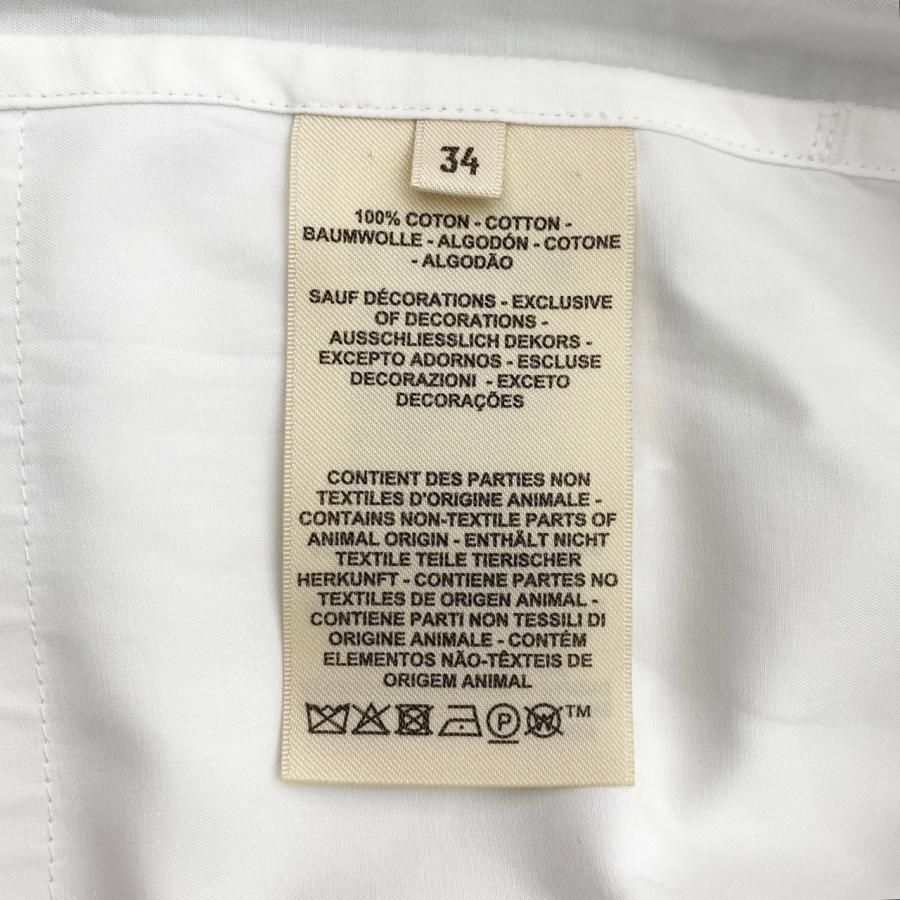 34
100% COTON - COTTON -
BAUMWOLLE - ALGODÓN - COTONE
- ALGODÃO
SAUF DÉCORATIONS - EXCLUSIVE
OF DECORATIONS -
AUSSCHLIESSLICH DEKORS -
EXCEPTO ADORNOS - ESCLUSE
DECORAZIONI - EXCETO
DECORAÇÕES
CONTIENT DES PARTIES NON
TEXTILES D'ORIGINE ANIMALE -
CONTAINS NON-TEXTILE PARTS OF
ANIMAL ORIGIN - ENTHÄLT NICHT
TEXTILE TEILE TIERISCHER
HERKUNFT - CONTIENE PARTES NO
TEXTILES DE ORIGEN ANIMAL -
CONTIENE PARTI NON TESSILI DI
ORIGINE ANIMALE - CONTÉM
ELEMENTOS NÃO-TÊXTEIS DE
ORIGEM ANIMAL
P W TM